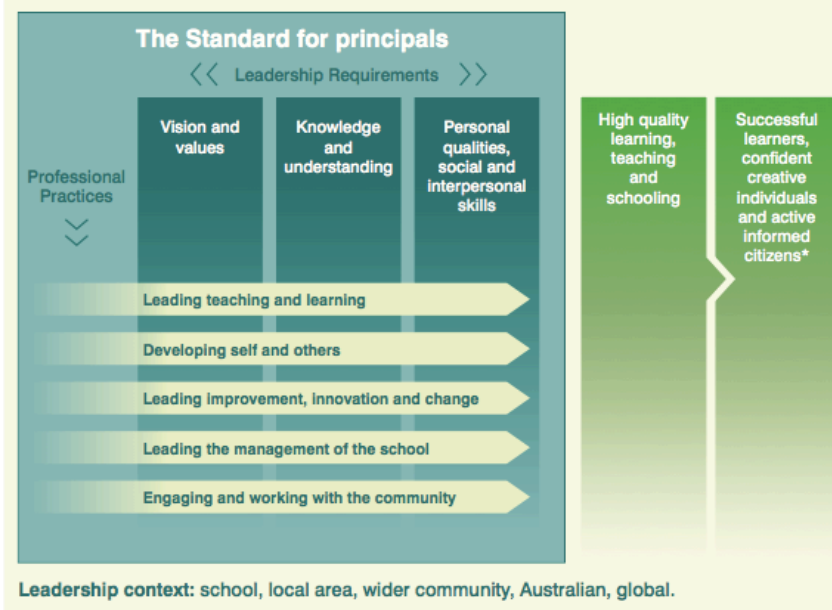 The Standard for principals
<< Leadership Requirements >>
Vision and
values
Knowledge
and
understanding
Personal
qualities,
social and
interpersonal
skills
High quality
learning,
teaching
and
schooling
Successful
learners,
confident
creative
individuals
and active
informed
citizens*
Professional
Practices
Leading teaching and learning
Developing self and others
Leading improvement, innovation and change
Leading the management of the school
Engaging and working with the community
Leadership context: school, local area, wider community, Australian, global.